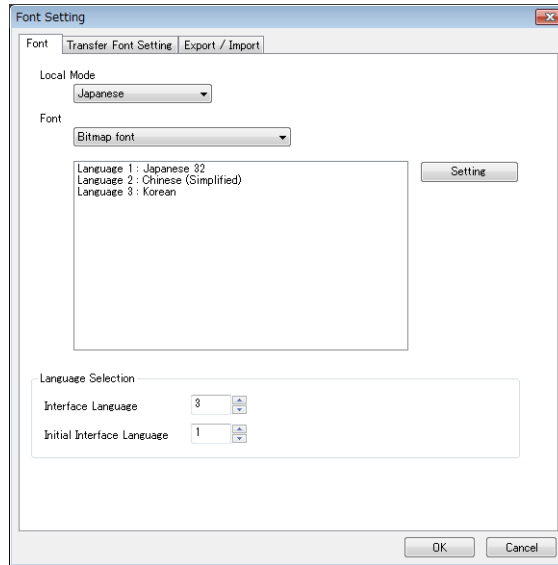 Font Setting
Font Transfer Font Setting Export / Import
Local Mode
Japanese
Font
Bitmap font
Language 1 : Japanese 32
Language 2 : Chinese (Simplified)
Language 3 : Korean
Setting
Language Selection
Interface Language 3
Initial Interface Language 1
OK Cancel